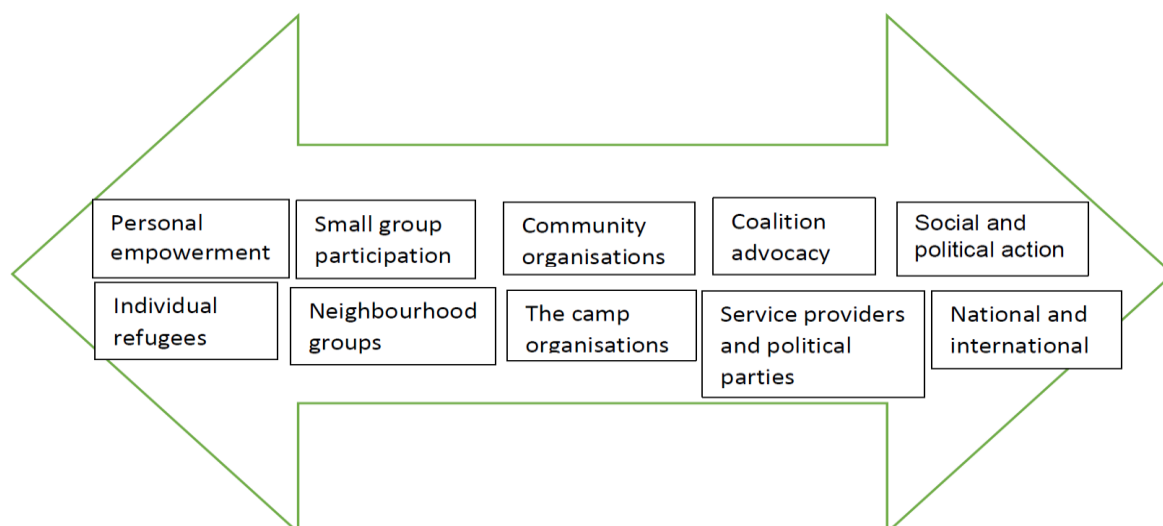 Personal
empowerment
Small group
participation
Community
organisations
Coalition
advocacy
Social and
political action
Individual
refugees
Neighbourhood
groups
The camp
organisations
Service providers
and political
parties
National and
international